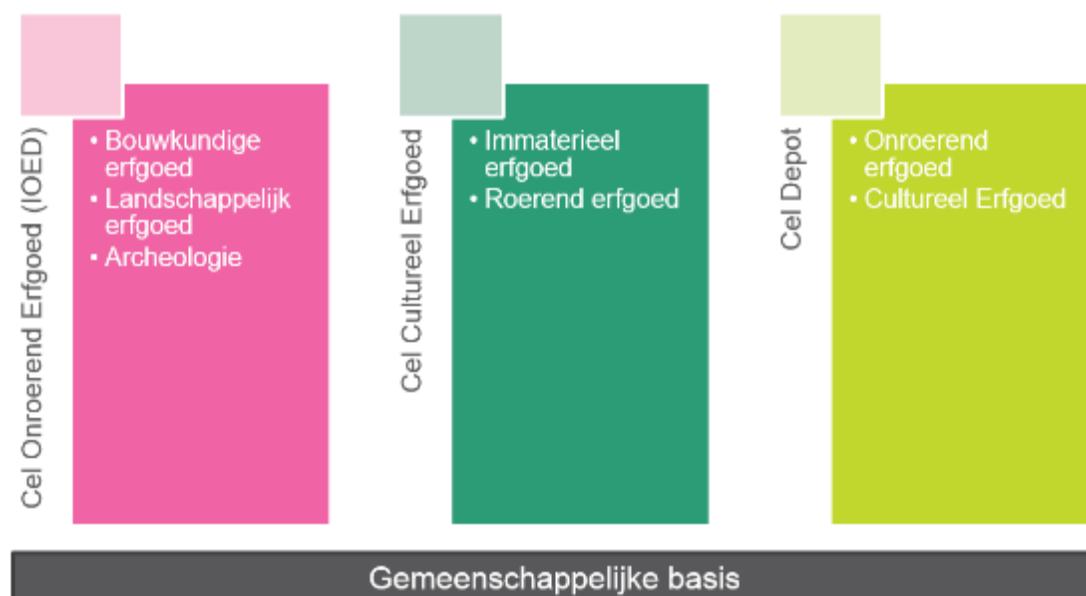 Cel Onroerend Erfgoed (IOED)
• Bouwkundige
erfgoed
• Landschappelijk
erfgoed
• Archeologie
Cel Cultureel Erfgoed
• Immaterieel
erfgoed
• Roerend erfgoed
Cel Depot
• Onroerend
erfgoed
• Cultureel Erfgoed
Gemeenschappelijke basis